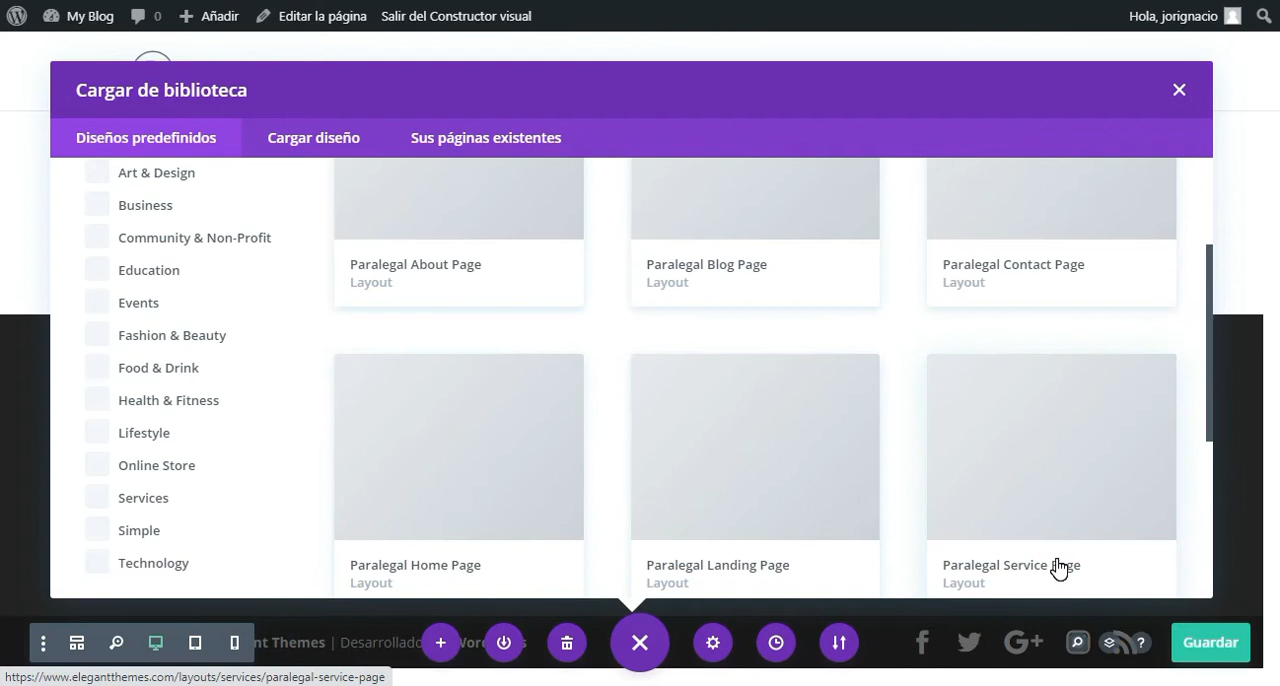 My Blog 0 Añadir Editar la página Salir del Constructor visual Hola, jorignacio
Cargar de biblioteca
Diseños predefinidos Cargar diseño Sus páginas existentes
Art & Design
Business
Community & Non-Profit
Education
Events
Fashion & Beauty
Food & Drink
Health & Fitness
Lifestyle
Online Store
Services
Simple
Technology
Paralegal About Page
Layout
Paralegal Blog Page
Layout
Paralegal Contact Page
Layout
Paralegal Home Page
Layout
Paralegal Landing Page
Layout
Paralegal Service Page
Layout
nt Themes | Desarrollado
Guardar
https://www.elegantthemes.com/layouts/services/paralegal-service-page